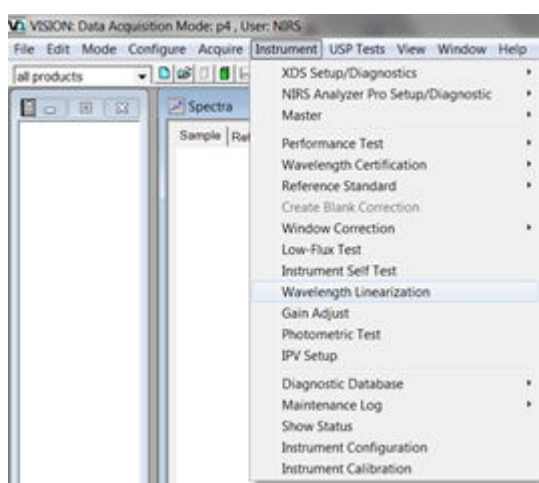 VISION: Data Acquisition Mode: p4 , User: NIRS
File Edit Mode Configure Acquire Instrument USP Tests View Window Help
all products
Spectra
Sample
XDS Setup/Diagnostics
NIRS Analyzer Pro Setup/Diagnostic
Master
Performance Test
Wavelength Certification
Reference Standard
Create Blank Correction
Window Correction
Low-Flux Test
Instrument Self Test
Wavelength Linearization
Gain Adjust
Photometric Test
IPV Setup
Diagnostic Database
Maintenance Log
Show Status
Instrument Configuration
Instrument Calibration